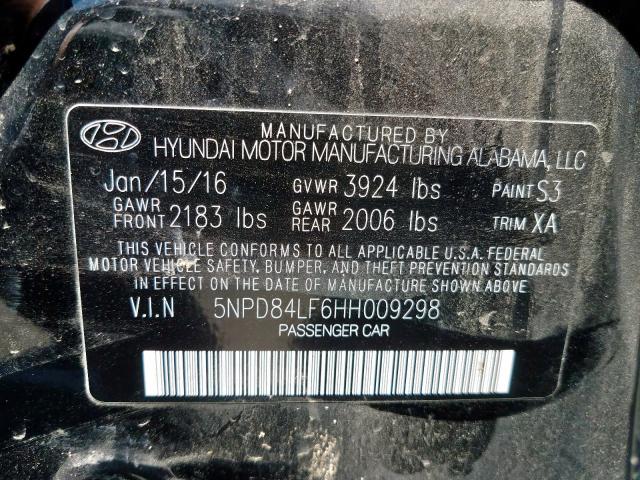 MANUFACTURED BY
HYUNDAI MOTOR MANUFACTURING ALABAMA, LLC
Jan/15/16 GVWR 3924 lbs PAINT S3
GAWR FRONT 2183 lbs GAWR REAR 2006 lbs TRIM XA
THIS VEHICLE CONFORMS TO ALL APPLICABLE U.S.A. FEDERAL
MOTOR VEHICLE SAFETY, BUMPER, AND THEFT PREVENTION STANDARDS
IN EFFECT ON THE DATE OF MANUFACTURE SHOWN ABOVE.
V.I.N 5NPD84LF6HH009298
PASSENGER CAR